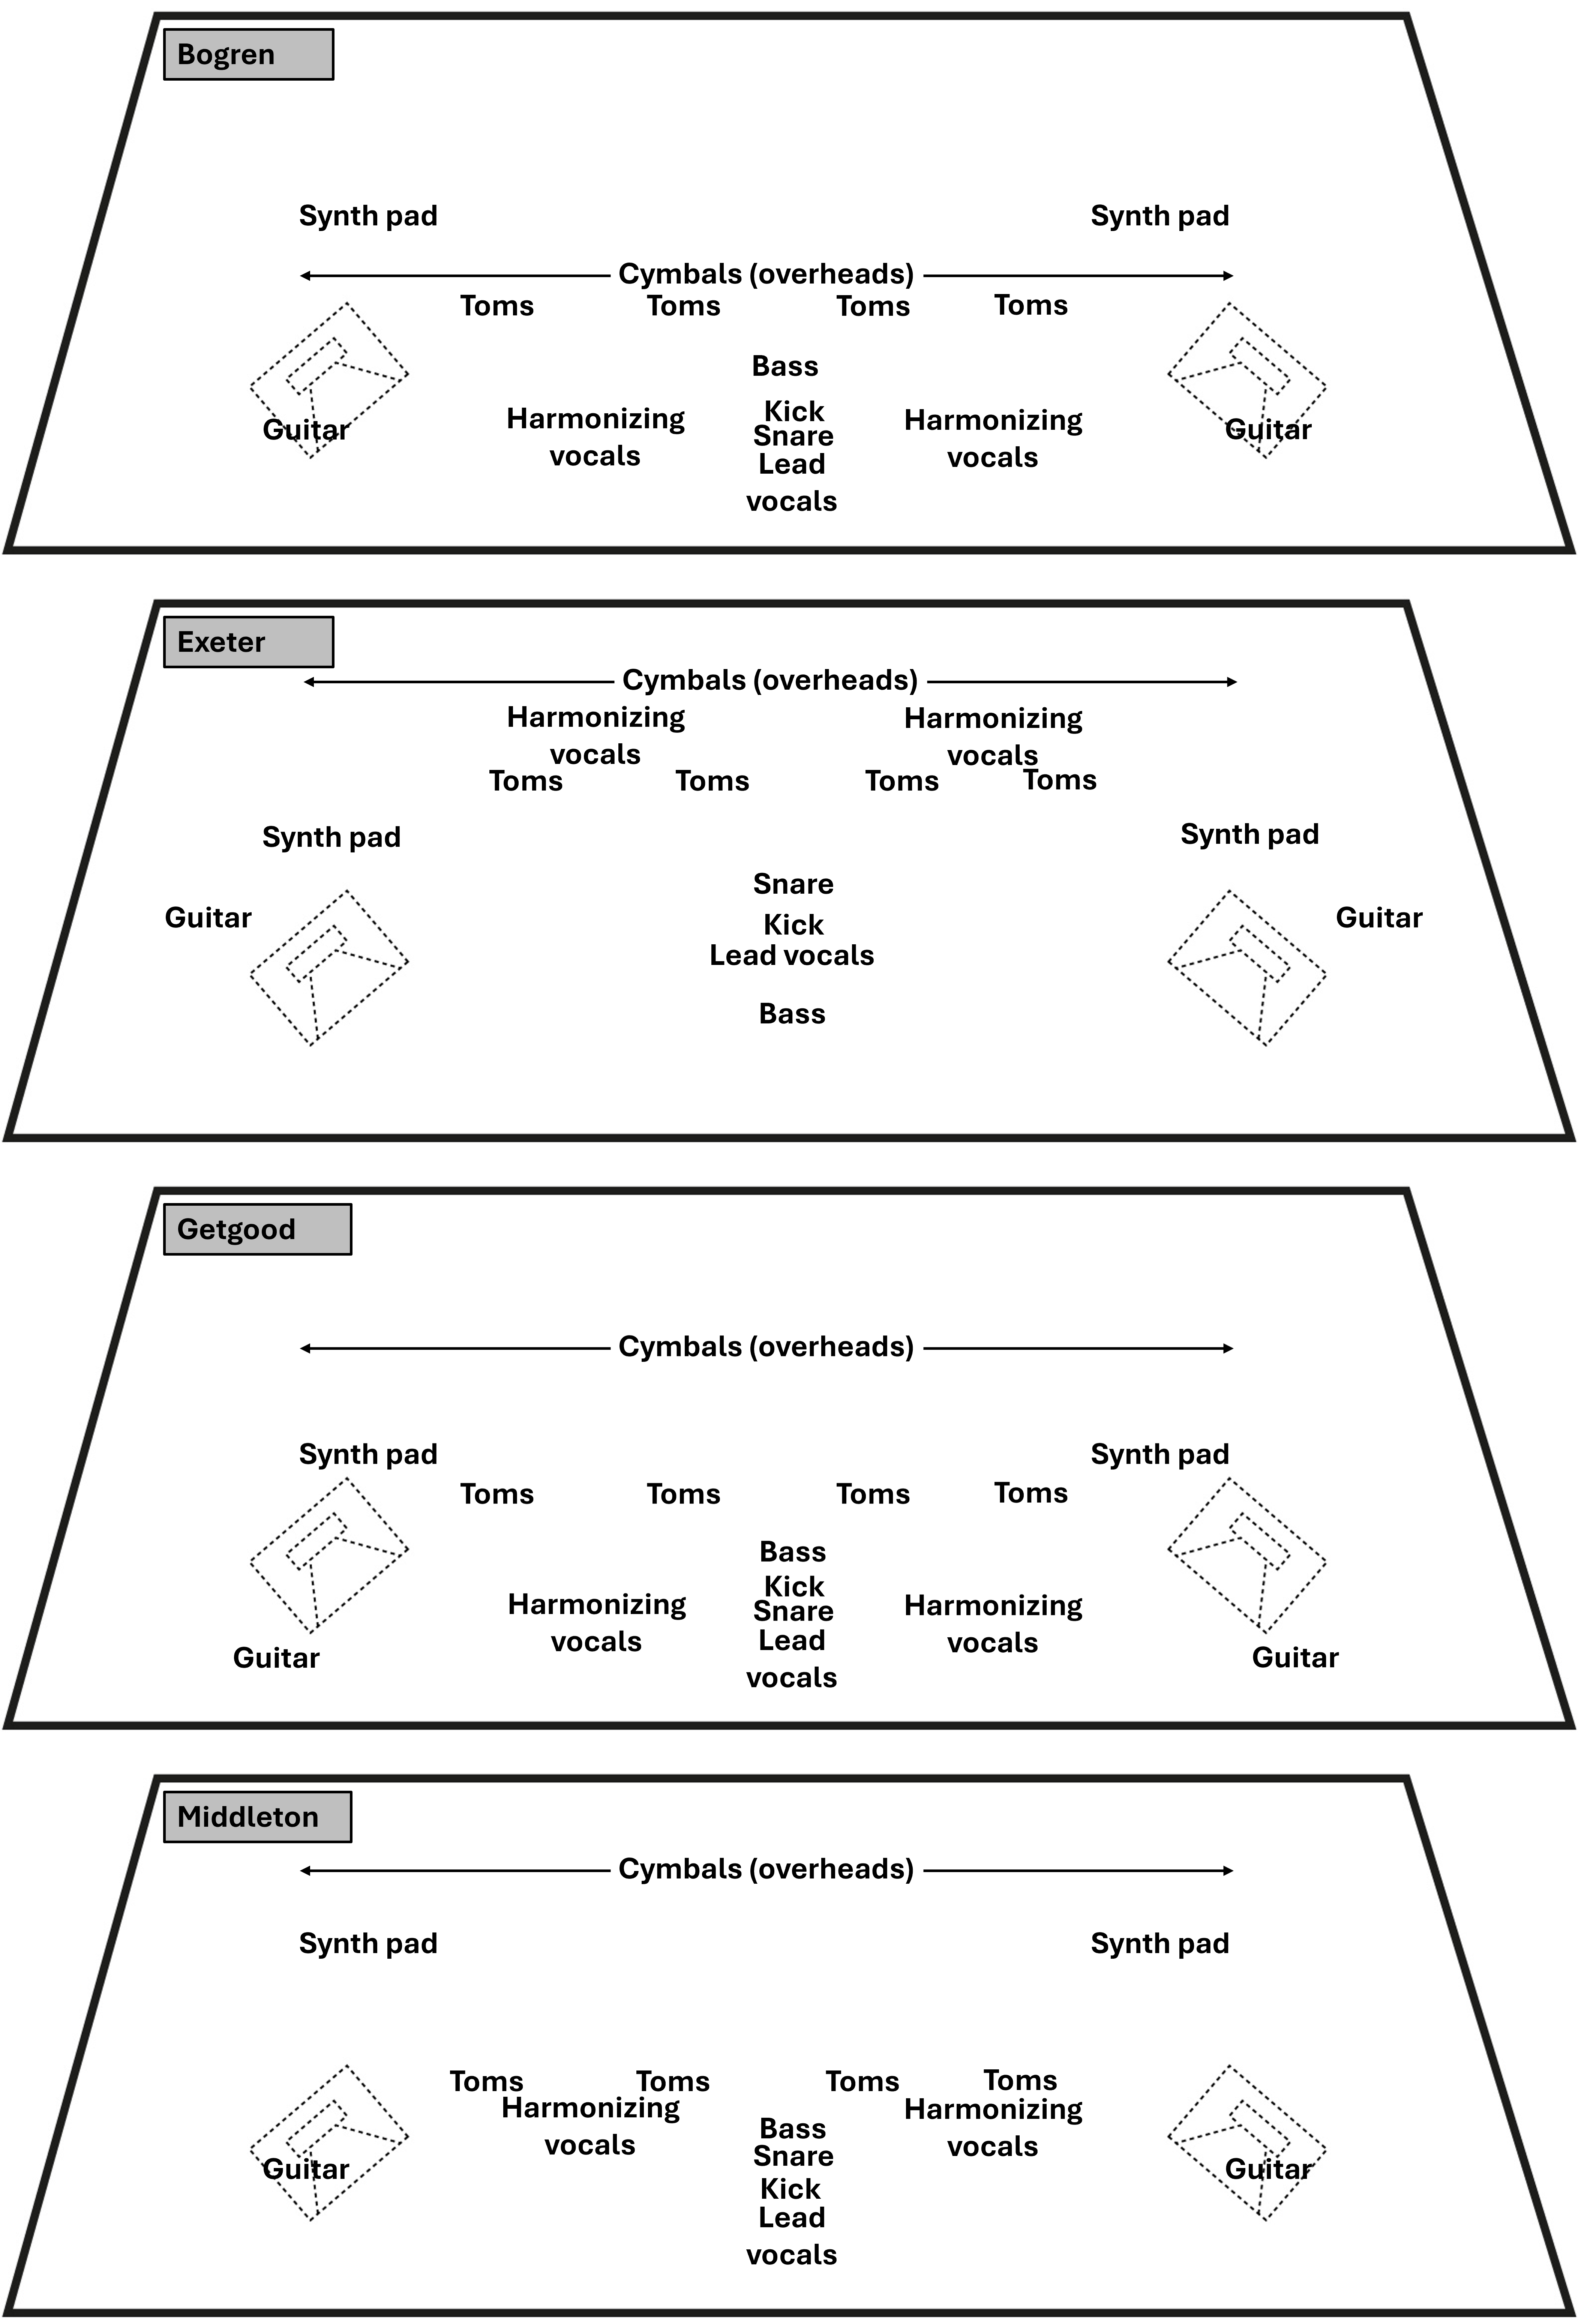 Bogren
Synth pad Synth pad
Cymbals (overheads)
Toms Toms Toms Toms
Bass
Harmonizing Kick Harmonizing
Guitar Snare Guitar
vocals Lead vocals
vocals
Exeter
Cymbals (overheads)
Harmonizing Harmonizing
vocals vocals
Toms Toms Toms Toms
Synth pad Synth pad
Snare
Guitar Kick Guitar
Lead vocals
Bass
Getgood
Cymbals (overheads)
Synth pad Synth pad
Toms Toms Toms Toms
Bass
Kick
Harmonizing Snare Harmonizing
vocals Lead vocals
Guitar vocals Guitar
Middleton
Cymbals (overheads)
Synth pad Synth pad
Toms Toms Toms Toms
Harmonizing Harmonizing
Bass
vocals Snare vocals
Guitar Kick Guitar
Lead
vocals